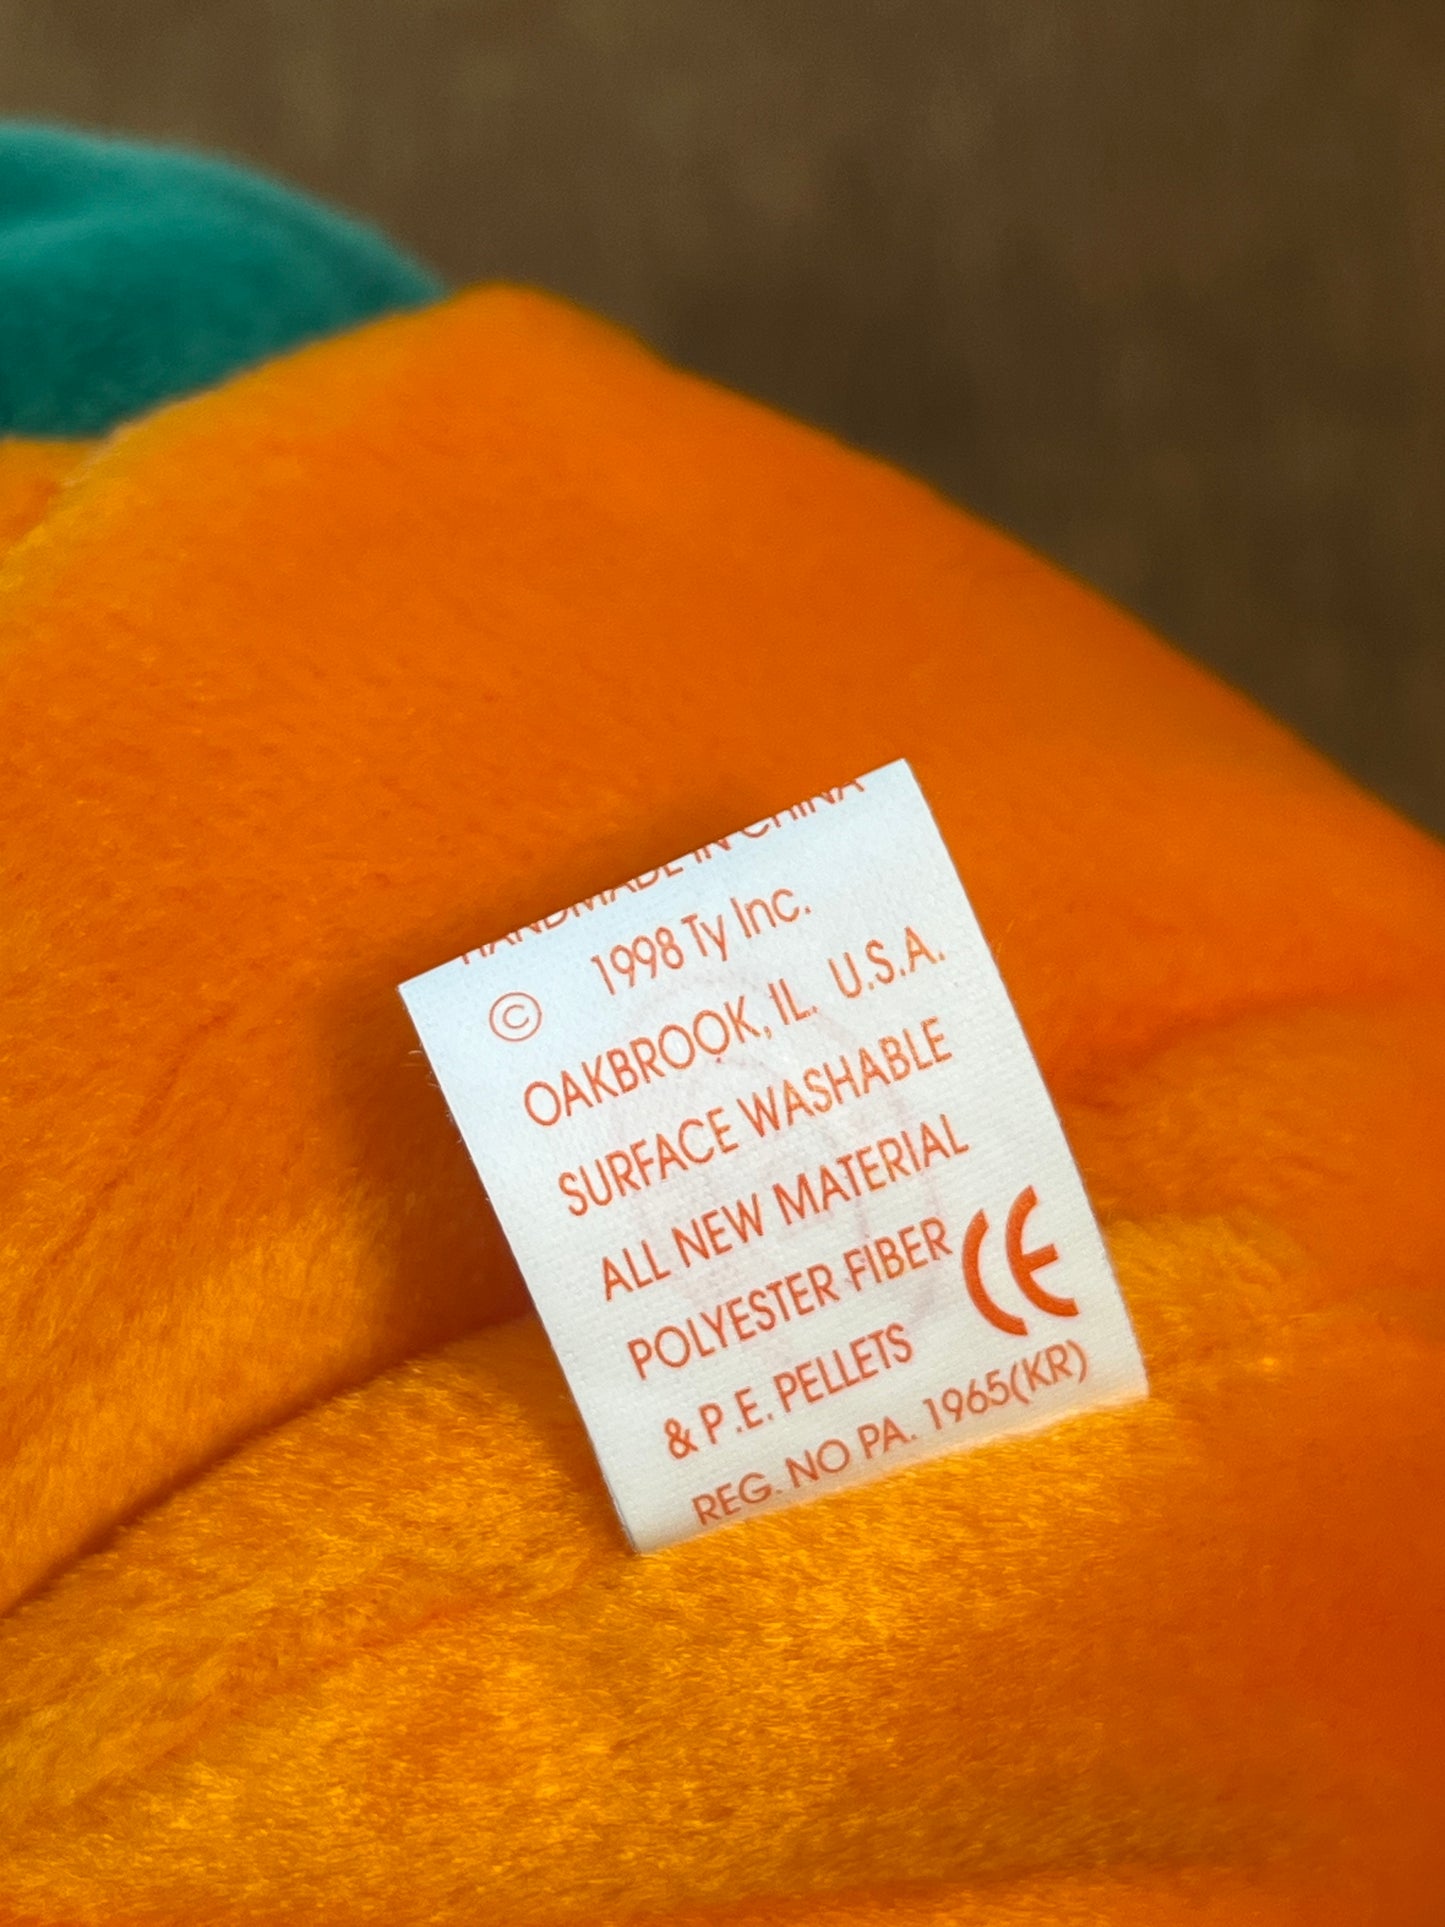 HANDMADE IN CHINA
© 1998 Ty Inc.
OAKBROOK, IL. U.S.A.
SURFACE WASHABLE
ALL NEW MATERIAL
POLYESTER FIBER
& P.E. PELLETS
CE
REG. NO PA. 1965(KR)